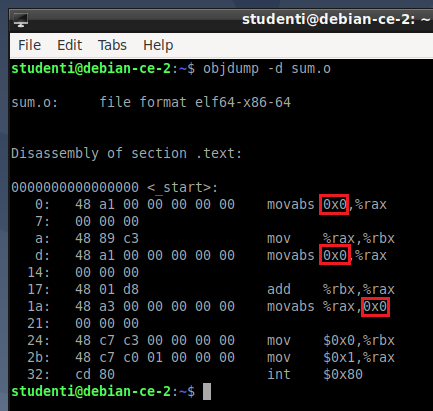 studenti@debian-ce-2: ~
File Edit Tabs Help
studenti@debian-ce-2:~$ objdump -d sum.o
sum.o:     file format elf64-x86-64
Disassembly of section .text:
0000000000000000 <_start>:
   0:   48 a1 00 00 00 00 00    movabs 0x0,%rax
   7:   00 00 00
   a:   48 89 c3                mov    %rax,%rbx
   d:   48 a1 00 00 00 00 00    movabs 0x0,%rax
  14:   00 00 00
  17:   48 01 d8                add    %rbx,%rax
  1a:   48 a3 00 00 00 00 00    movabs %rax,0x0
  21:   00 00 00
  24:   48 c7 c3 00 00 00 00    mov    $0x0,%rbx
  2b:   48 c7 c0 01 00 00 00    mov    $0x1,%rax
  32:   cd 80                   int    $0x80
studenti@debian-ce-2:~$